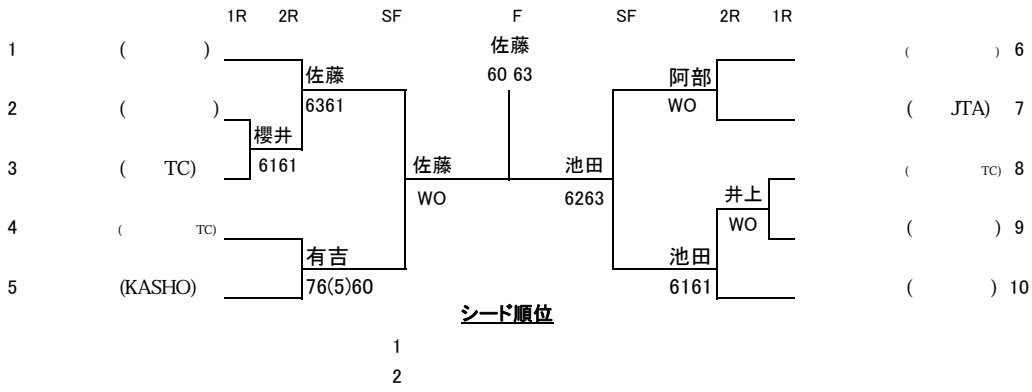 1R 2R SF F SF 2R 1R
1 ( ) 佐藤 ( ) 6
60 63
佐藤 阿部
2 ( ) 6361 WO ( JTA) 7
櫻井
3 ( TC) 6161 佐藤 池田 ( TC) 8
WO 6263 井上
4 ( TC) WO ( ) 9
有吉 池田
5 (KASHO) 76(5)60 6161 ( ) 10
シード順位
1
2